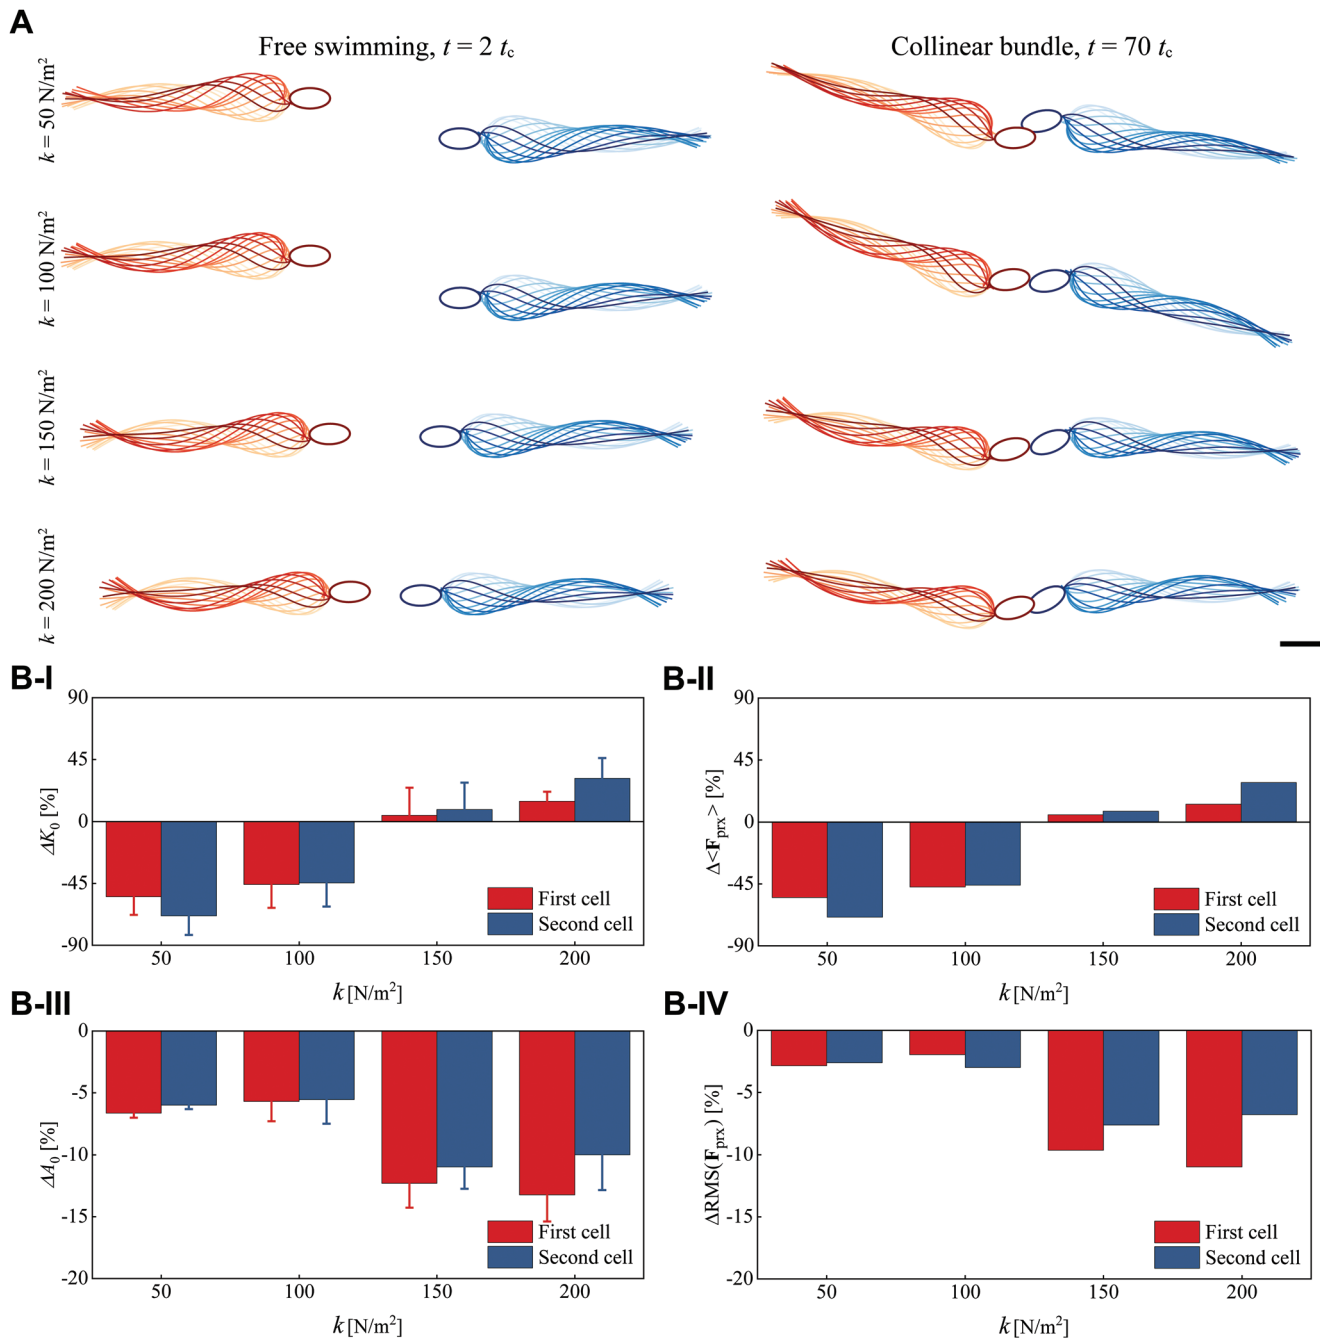 A
Free swimming, t = 2 tc
Collinear bundle, t = 70 tc
k = 50 N/m²
k = 100 N/m²
k = 150 N/m²
k = 200 N/m²
B-I
90
45
0
-45
-90
ΔK₀ [%]
First cell
Second cell
50 100 150 200
k [N/m²]
B-II
90
45
0
-45
-90
Δ<Fprx> [%]
First cell
Second cell
50 100 150 200
k [N/m²]
B-III
0
-5
-10
-15
-20
ΔA₀ [%]
First cell
Second cell
50 100 150 200
k [N/m²]
B-IV
0
-5
-10
-15
-20
ΔRMS(Fprx) [%]
First cell
Second cell
50 100 150 200
k [N/m²]